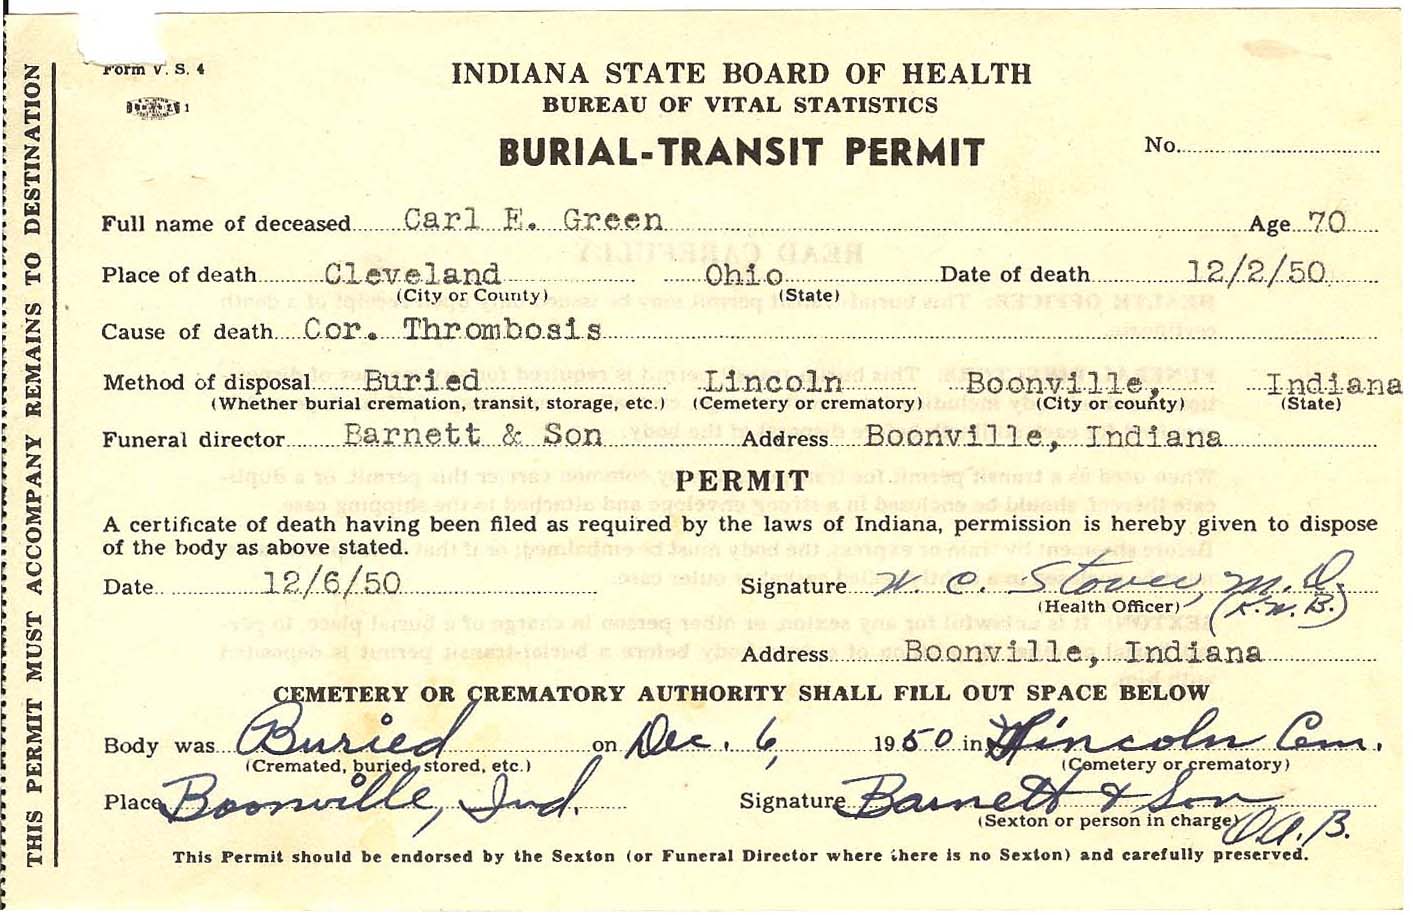 Form V. S. 4
1
INDIANA STATE BOARD OF HEALTH
BUREAU OF VITAL STATISTICS
BURIAL-TRANSIT PERMIT
No.
THIS PERMIT MUST ACCOMPANY REMAINS TO DESTINATION
Full name of deceased Carl E. Green Age 70
Place of death Cleveland Ohio Date of death 12/2/50
(City or County) (State)
Cause of death Cor. Thrombosis
Method of disposal Buried Lincoln Boonville, Indiana
(Whether burial cremation, transit, storage, etc.) (Cemetery or crematory) (City or county) (State)
Funeral director Barnett & Son Address Boonville, Indiana
PERMIT
A certificate of death having been filed as required by the laws of Indiana, permission is hereby given to dispose
of the body as above stated.
Date 12/6/50 Signature W. C. Stover, M. D.
(Health Officer) (K.W.B.)
Address Boonville, Indiana
CEMETERY OR CREMATORY AUTHORITY SHALL FILL OUT SPACE BELOW
Body was Buried on Dec. 6, 1950 in Lincoln Cem.
(Cremated, buried, stored, etc.) (Cemetery or crematory)
Place Boonville, Ind. Signature Barnett & Son
(Sexton or person in charge)
This Permit should be endorsed by the Sexton (or Funeral Director where there is no Sexton) and carefully preserved.